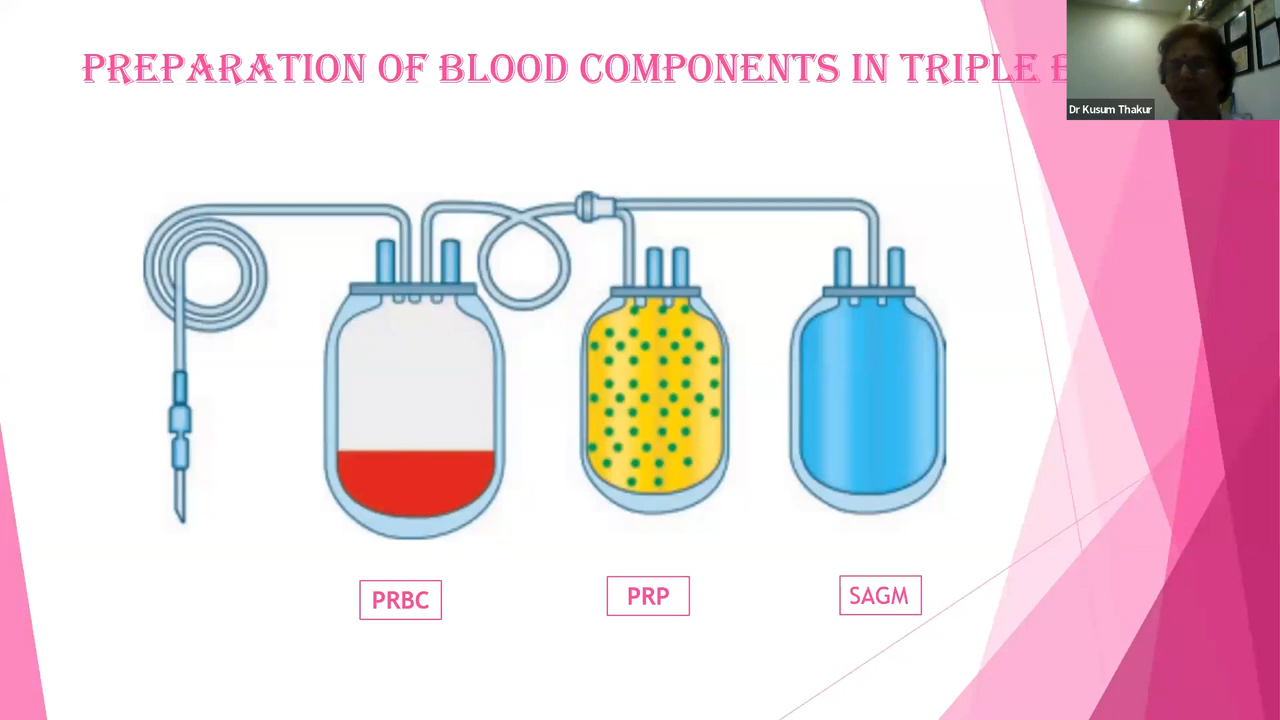 PREPARATION OF BLOOD COMPONENTS IN TRIPLE
Dr Kusum Thakur
PRBC
PRP
SAGM